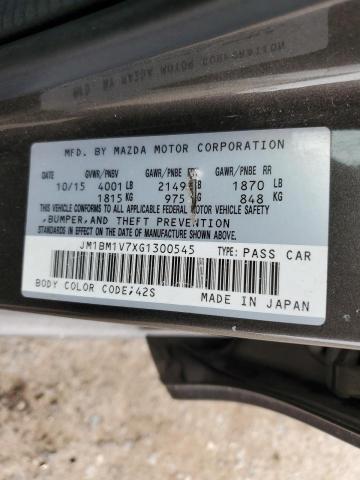 MFD. BY MAZDA MOTOR CORPORATION
DATE GVWR/PNBV GAWR/PNBE GAWR/PNBE RR
10/15 4001 LB 2149 1870 LB
1815 KG 975 KG 848 KG
THIS VEHICLE CONFORMS TO ALL APPLICABLE FEDERAL MOTOR VEHICLE SAFETY,
,BUMPER,AND THEFT PREVENTION
STANDARDS IN EFFECT ON THE DATE OF MANUFACTURE SHOWN ABOVE.
JM1BM1V7XG1300545 TYPE: PASS CAR
BODY COLOR CODE;42S MADE IN JAPAN